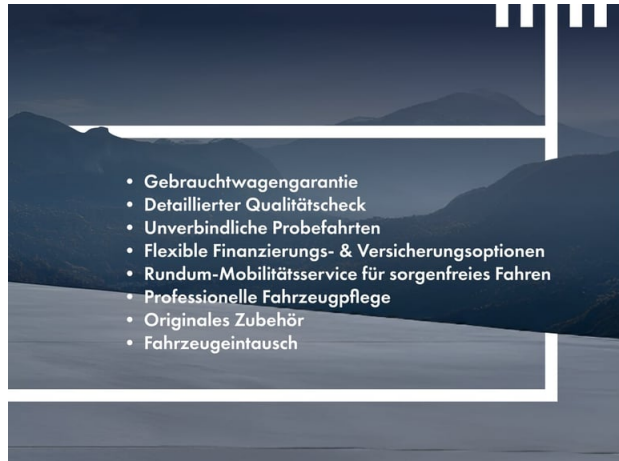 • Gebrauchtwagengarantie
• Detaillierter Qualitätscheck
• Unverbindliche Probefahrten
• Flexible Finanzierungs- & Versicherungsoptionen
• Rundum-Mobilitätsservice für sorgenfreies Fahren
• Professionelle Fahrzeugpflege
• Originales Zubehör
• Fahrzeugeintausch